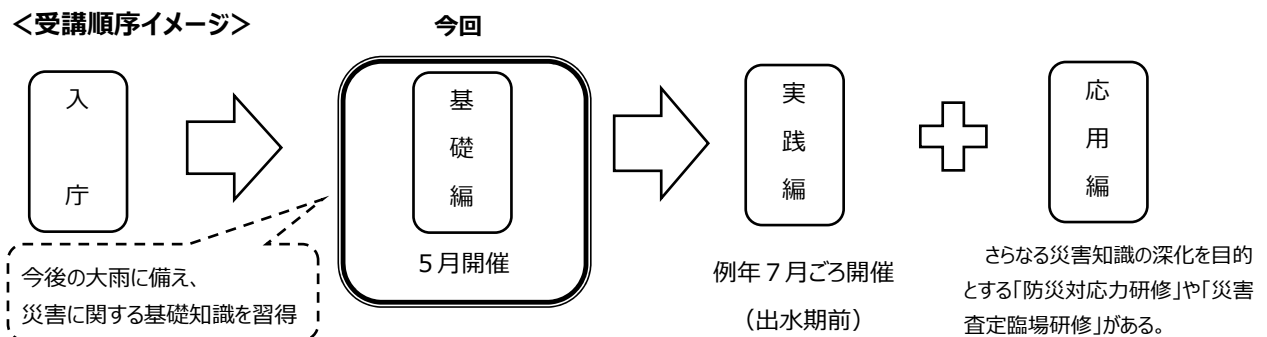 ＜受講順序イメージ＞
今回
入庁
基礎編
５月開催
今後の大雨に備え、
災害に関する基礎知識を習得
実践編
例年７月ごろ開催
（出水期前）
応用編
さらなる災害知識の深化を目的
とする「防災対応力研修」や「災害
査定臨場研修」がある。